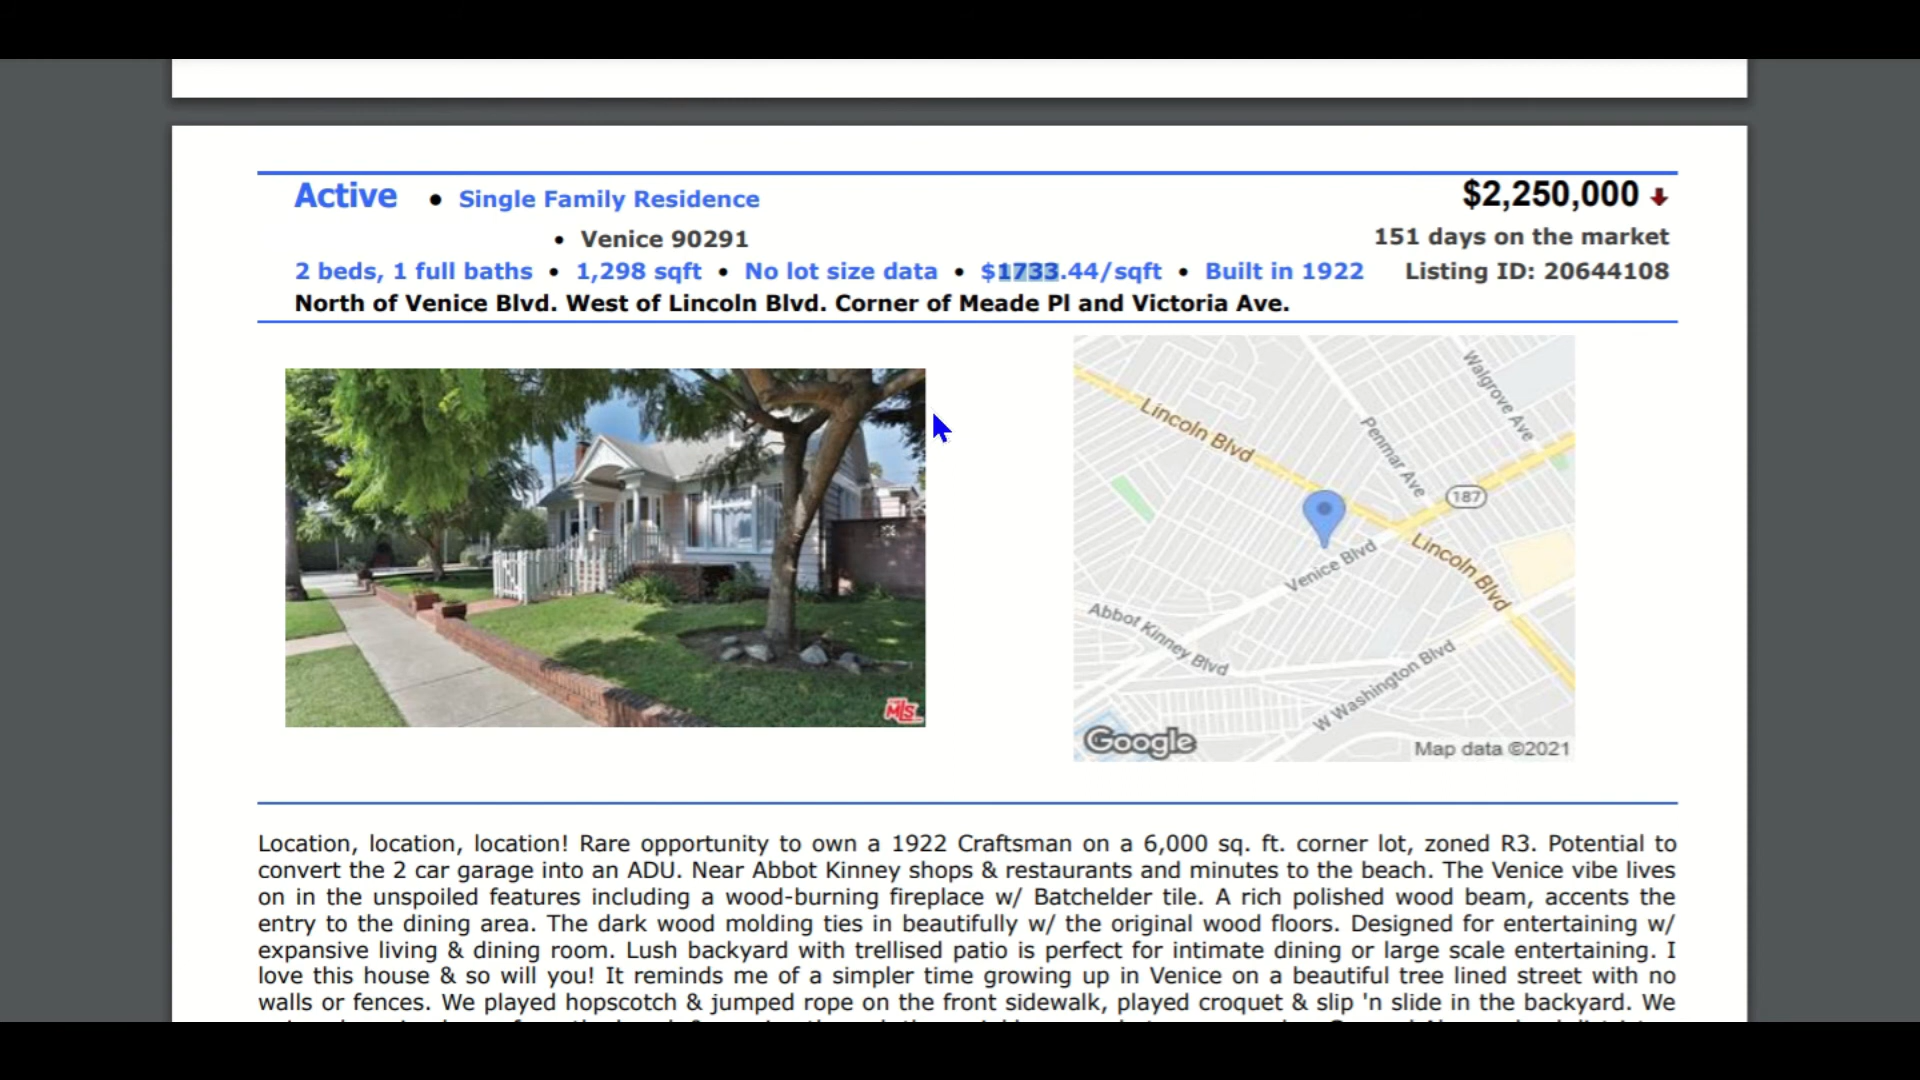 Active • Single Family Residence $2,250,000
• Venice 90291 151 days on the market
2 beds, 1 full baths • 1,298 sqft • No lot size data • $1733.44/sqft • Built in 1922 Listing ID: 20644108
North of Venice Blvd. West of Lincoln Blvd. Corner of Meade Pl and Victoria Ave.
MLS
Lincoln Blvd
Penmar Ave
Walgrove Ave
187
Venice Blvd
Lincoln Blvd
Abbot Kinney Blvd
W Washington Blvd
Google
Map data ©2021
Location, location, location! Rare opportunity to own a 1922 Craftsman on a 6,000 sq. ft. corner lot, zoned R3. Potential to
convert the 2 car garage into an ADU. Near Abbot Kinney shops & restaurants and minutes to the beach. The Venice vibe lives
on in the unspoiled features including a wood-burning fireplace w/ Batchelder tile. A rich polished wood beam, accents the
entry to the dining area. The dark wood molding ties in beautifully w/ the original wood floors. Designed for entertaining w/
expansive living & dining room. Lush backyard with trellised patio is perfect for intimate dining or large scale entertaining. I
love this house & so will you! It reminds me of a simpler time growing up in Venice on a beautiful tree lined street with no
walls or fences. We played hopscotch & jumped rope on the front sidewalk, played croquet & slip 'n slide in the backyard. We